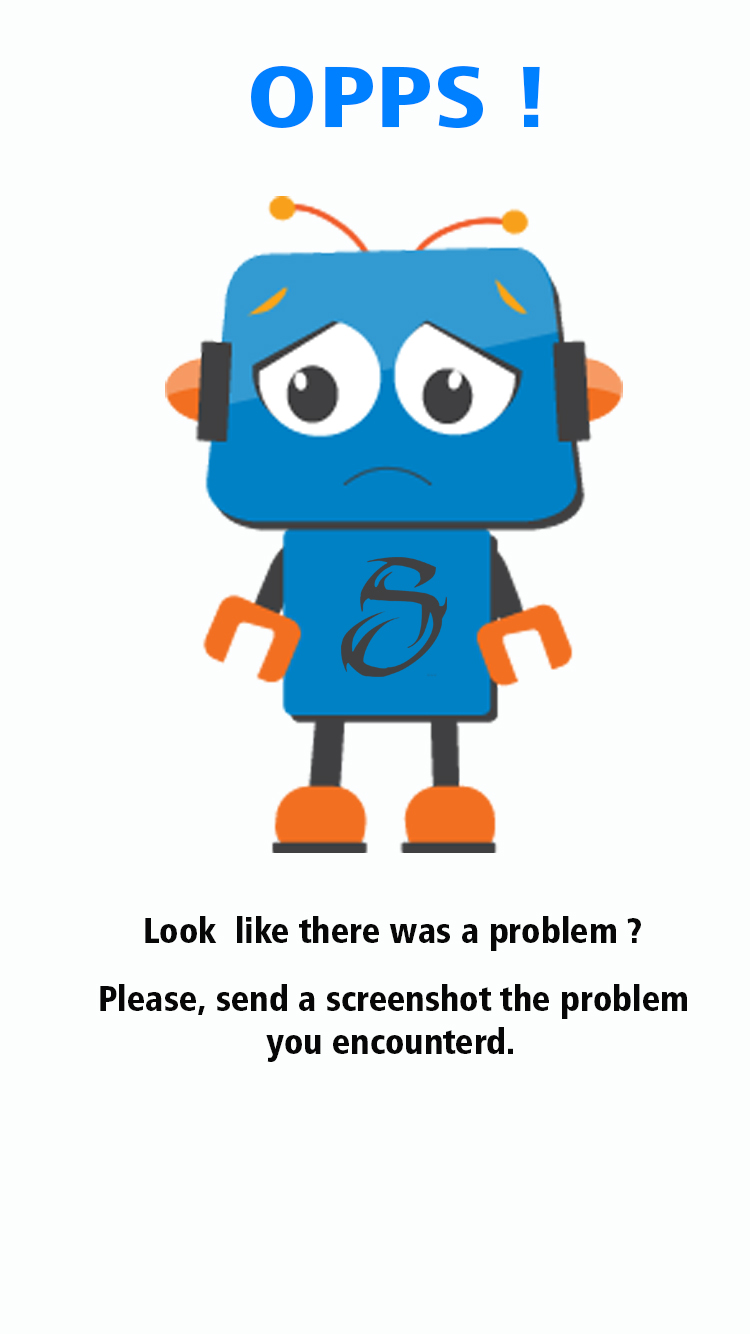 OPPS !
S
Look  like there was a problem ?
Please, send a screenshot the problem
you encounterd.